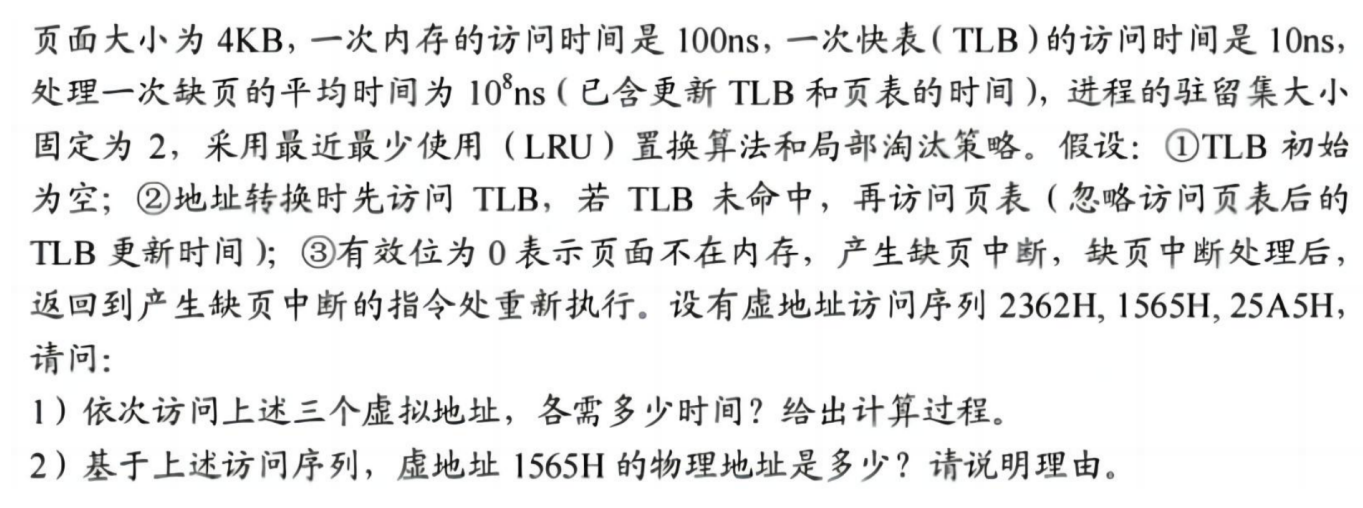 页面大小为 4KB，一次内存的访问时间是 100ns，一次快表（TLB）的访问时间是 10ns，
处理一次缺页的平均时间为 10⁸ns（已含更新 TLB 和页表的时间），进程的驻留集大小
固定为 2，采用最近最少使用（LRU）置换算法和局部淘汰策略。假设：①TLB 初始
为空；②地址转换时先访问 TLB，若 TLB 未命中，再访问页表（忽略访问页表后的
TLB 更新时间）；③有效位为 0 表示页面不在内存，产生缺页中断，缺页中断处理后，
返回到产生缺页中断的指令处重新执行。设有虚地址访问序列 2362H, 1565H, 25A5H，
请问：
1）依次访问上述三个虚拟地址，各需多少时间？给出计算过程。
2）基于上述访问序列，虚地址 1565H 的物理地址是多少？请说明理由。